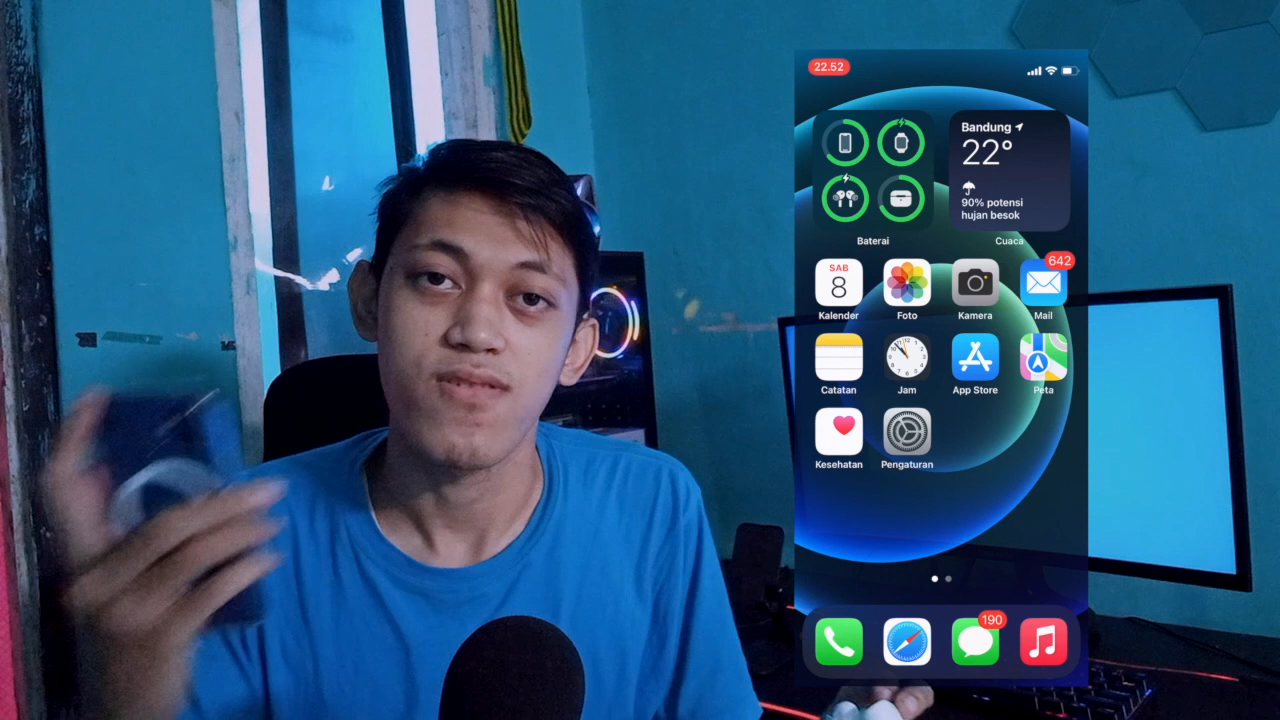 22.52
Bandung
22°
90% potensi
hujan besok
Baterai
Cuaca
SAB
8
642
Kalender
Foto
Kamera
Mail
Catatan
Jam
App Store
Peta
Kesehatan
Pengaturan
190